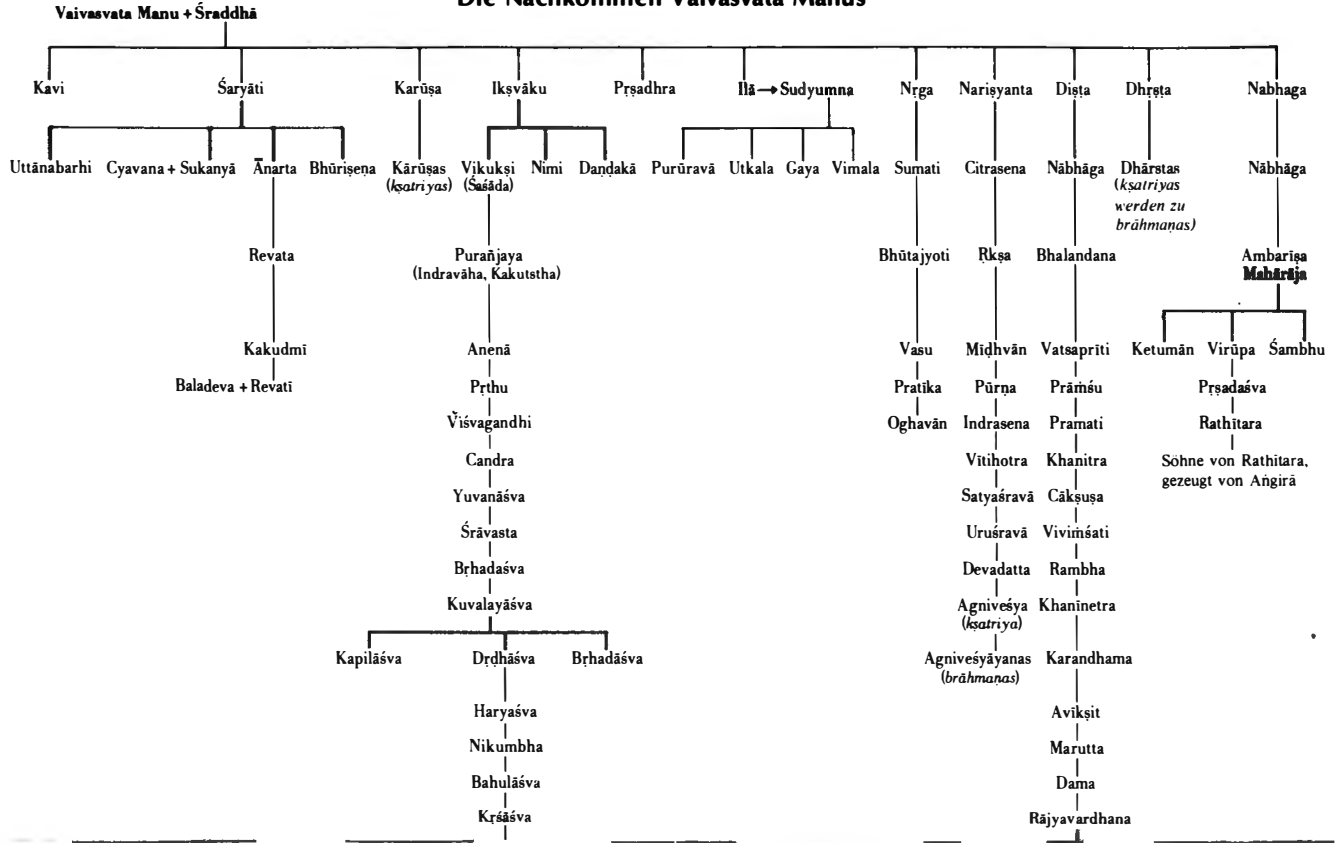 Die Nachkommen Vaivasvata Manus
Vaivasvata Manu + Śraddhā
Kavi Śaryāti Karūṣa Ikṣvāku Pṛṣadhra Ilā → Sudyumna Nṛga Nariṣyanta Diṣṭa Dhṛṣṭa Nabhaga
Uttānabarhi Cyavana + Sukanyā Ānarta Bhūriṣeṇa Kārūṣas Vikukṣi Nimi Daṇḍakā Purūravā Utkala Gaya Vimala Sumati Citrasena Nābhāga Dhārstas Nābhāga
(kṣatriyas) (Śaśāda) (kṣatriyas
werden zu
brāhmaṇas)
Revata Purañjaya Bhūtajyoti Ṛkṣa Bhalandana Ambarīṣa
(Indravāha, Kakutstha) Mahārāja
Kakudmī Anenā Vasu Mīḍhvān Vatsaprīti Ketumān Virūpa Śambhu
Baladeva + Revatī Pṛthu Pratīka Pūrṇa Prāṁśu Pṛṣadaśva
Viśvagandhi Oghavān Indrasena Pramati Rathītara
Candra Vītihotra Khanitra Söhne von Rathītara,
gezeugt von Aṅgirā
Yuvanāśva Satyaśravā Cākṣuṣa
Śrāvasta Uruśravā Viviṁśati
Bṛhadaśva Devadatta Rambha
Kuvalayāśva Agniveśya Khanīnetra
(kṣatriya)
Kapilāśva Dṛḍhāśva Bṛhadāśva Agniveśyāyanas Karandhama
(brāhmaṇas)
Haryaśva Avīkṣit
Nikumbha Marutta
Bahulāśva Dama
Kṛśāśva Rājyavardhana